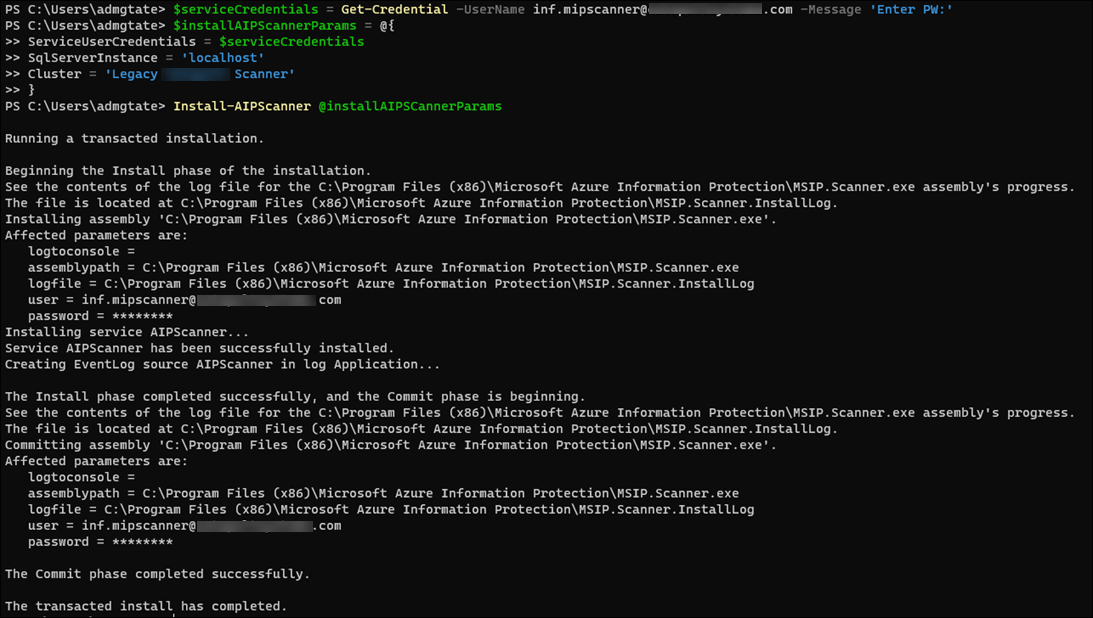 PS C:\Users\admgtate> $serviceCredentials = Get-Credential -UserName inf.mipscanner@ .com -Message 'Enter PW:'
PS C:\Users\admgtate> $installAIPScannerParams = @{
>> ServiceUserCredentials = $serviceCredentials
>> SqlServerInstance = 'localhost'
>> Cluster = 'Legacy Scanner'
>> }
PS C:\Users\admgtate> Install-AIPScanner @installAIPSCannerParams
Running a transacted installation.
Beginning the Install phase of the installation.
See the contents of the log file for the C:\Program Files (x86)\Microsoft Azure Information Protection\MSIP.Scanner.exe assembly's progress.
The file is located at C:\Program Files (x86)\Microsoft Azure Information Protection\MSIP.Scanner.InstallLog.
Installing assembly 'C:\Program Files (x86)\Microsoft Azure Information Protection\MSIP.Scanner.exe'.
Affected parameters are:
logtoconsole =
assemblypath = C:\Program Files (x86)\Microsoft Azure Information Protection\MSIP.Scanner.exe
logfile = C:\Program Files (x86)\Microsoft Azure Information Protection\MSIP.Scanner.InstallLog
user = inf.mipscanner@ com
password = ********
Installing service AIPScanner...
Service AIPScanner has been successfully installed.
Creating EventLog source AIPScanner in log Application...
The Install phase completed successfully, and the Commit phase is beginning.
See the contents of the log file for the C:\Program Files (x86)\Microsoft Azure Information Protection\MSIP.Scanner.exe assembly's progress.
The file is located at C:\Program Files (x86)\Microsoft Azure Information Protection\MSIP.Scanner.InstallLog.
Committing assembly 'C:\Program Files (x86)\Microsoft Azure Information Protection\MSIP.Scanner.exe'.
Affected parameters are:
logtoconsole =
assemblypath = C:\Program Files (x86)\Microsoft Azure Information Protection\MSIP.Scanner.exe
logfile = C:\Program Files (x86)\Microsoft Azure Information Protection\MSIP.Scanner.InstallLog
user = inf.mipscanner@ .com
password = ********
The Commit phase completed successfully.
The transacted install has completed.